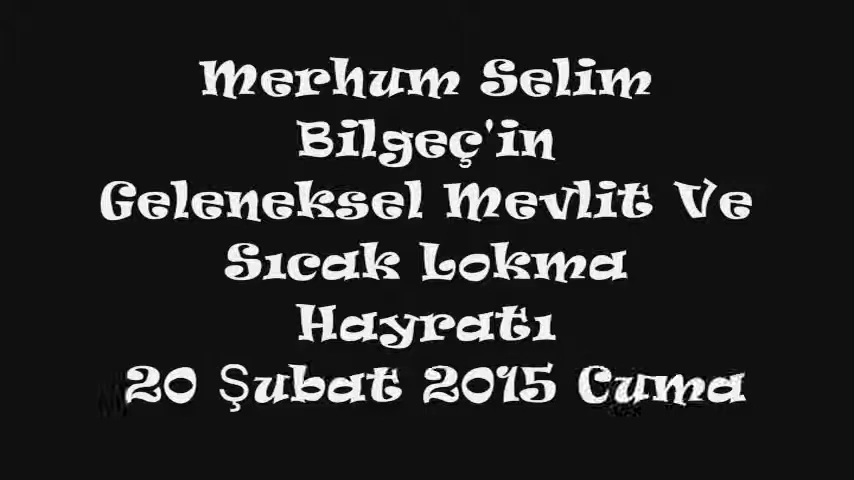 Merhum Selim
Bilgeç'in
Geleneksel Mevlit Ve
Sıcak Lokma
Hayratı
20 Şubat 2015 Cuma